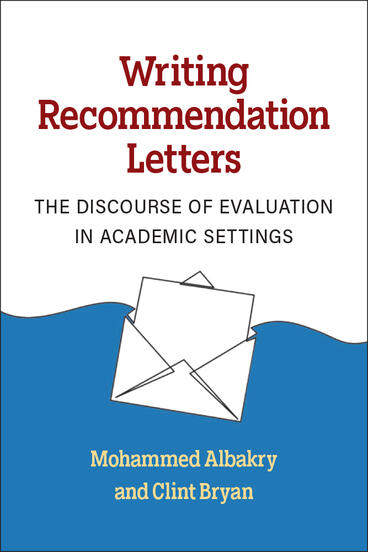 Writing
Recommendation
Letters
THE DISCOURSE OF EVALUATION
IN ACADEMIC SETTINGS
Mohammed Albakry
and Clint Bryan